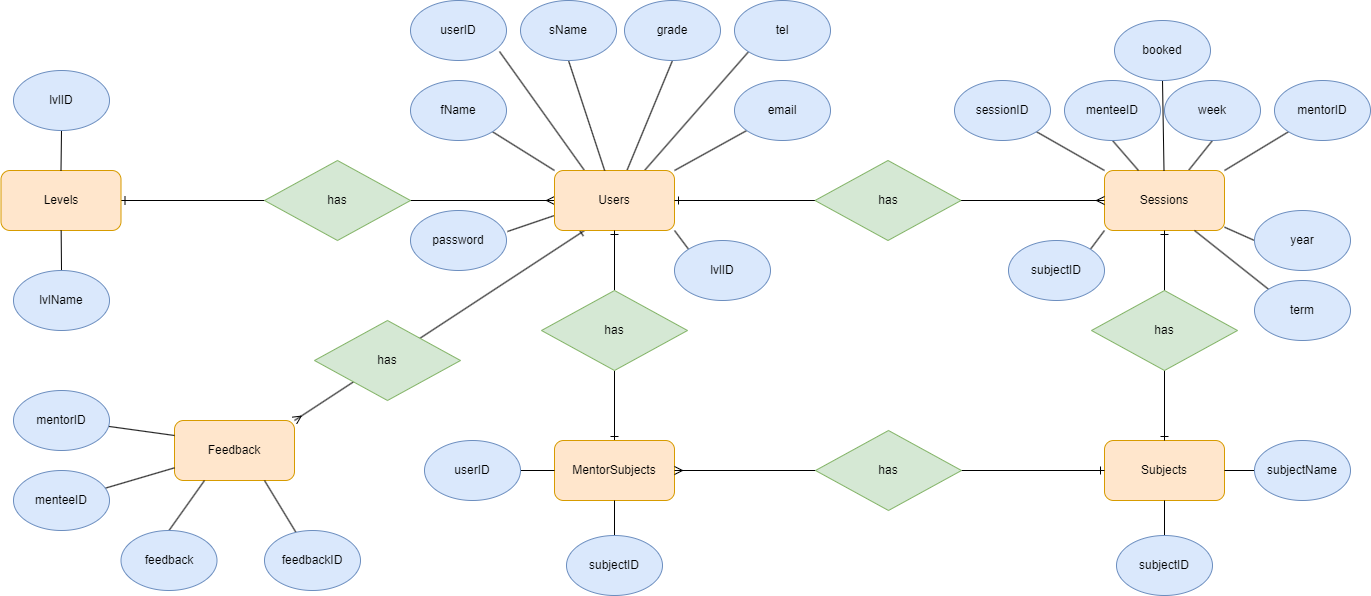 userID
sName
grade
tel
booked
lvlID
fName
email
sessionID
menteeID
week
mentorID
Levels
has
Users
has
Sessions
password
lvlID
subjectID
year
lvlName
term
has
has
has
mentorID
Feedback
userID
MentorSubjects
has
Subjects
subjectName
menteeID
feedback
feedbackID
subjectID
subjectID